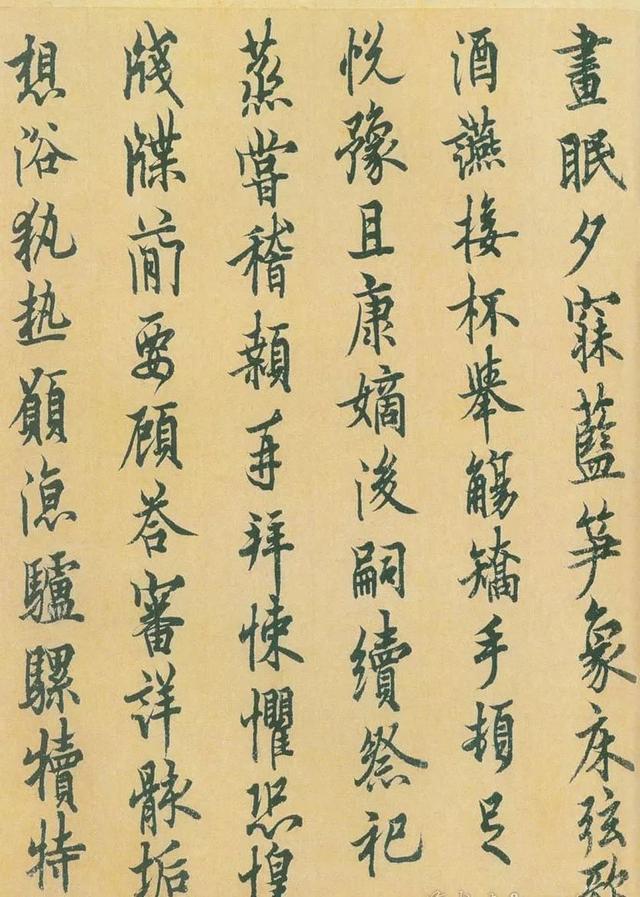 晝眠夕寐藍笋象床弦歌
酒讌接杯舉觴矯手頓足
悅豫且康嫡後嗣續祭祀
蒸嘗稽顙再拜悚懼恐惶
牋牒簡要顧荅審詳骸垢
想浴執熱願涼驢騾犢特